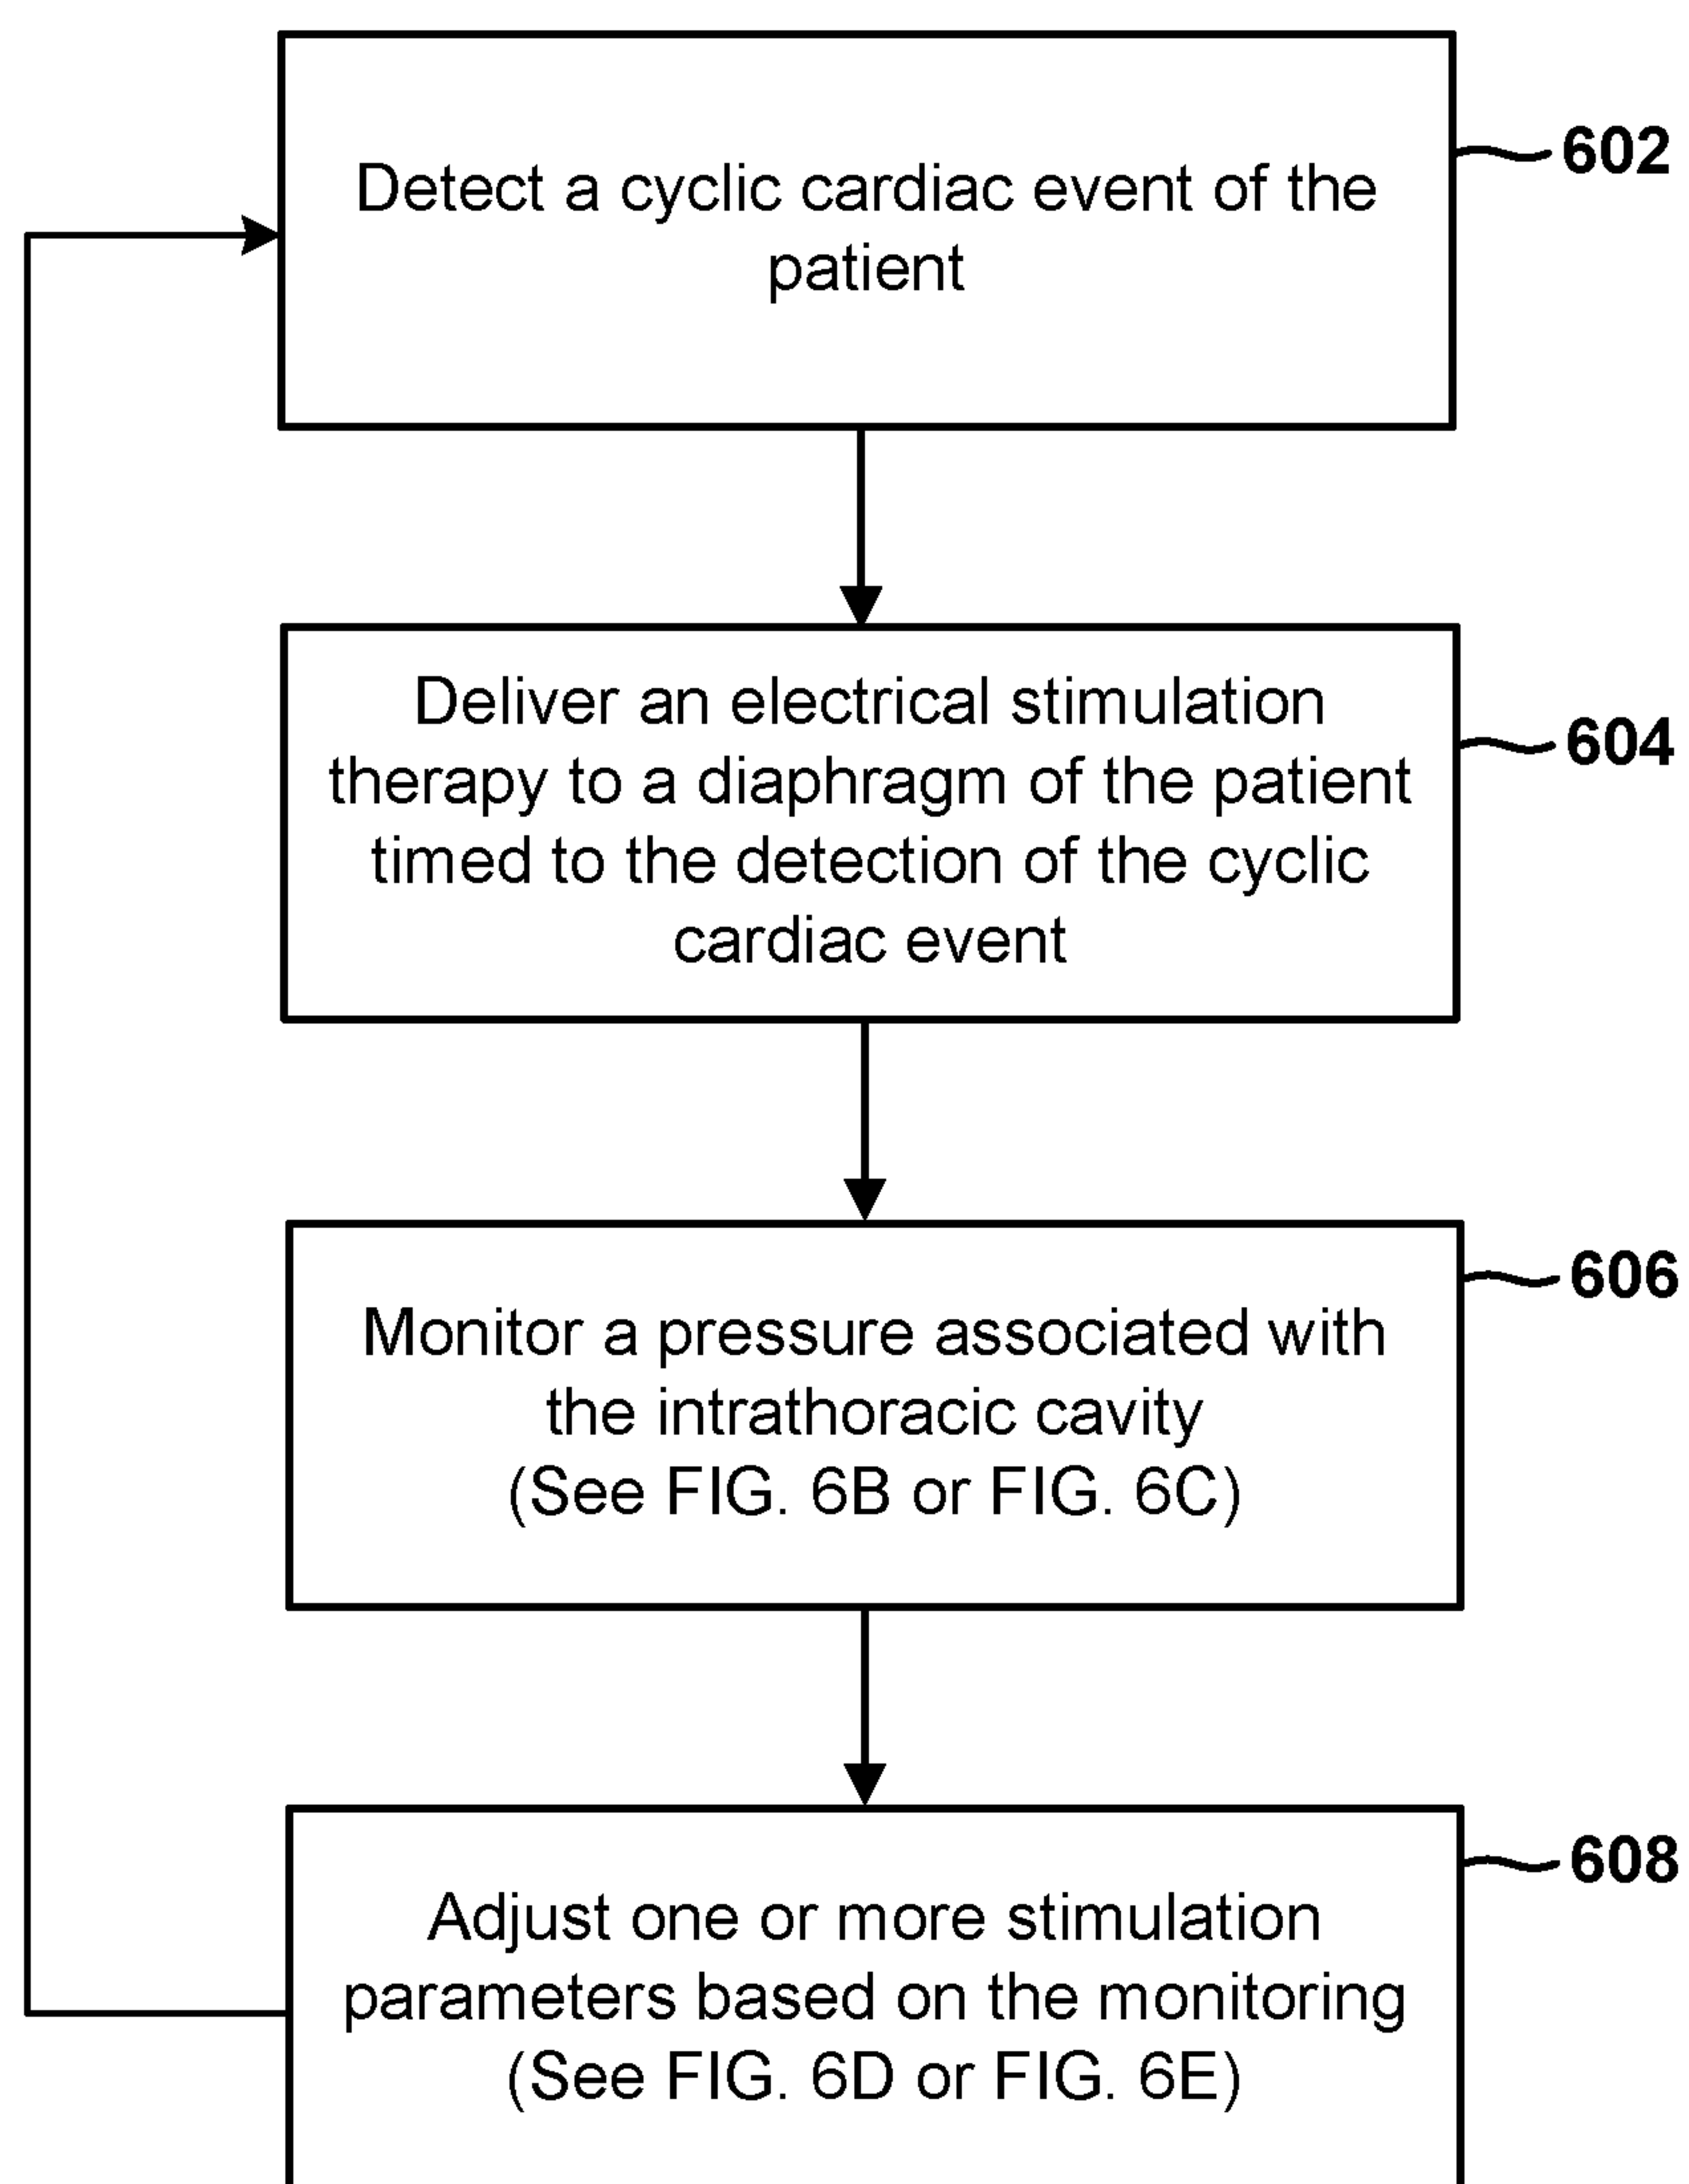 Detect a cyclic cardiac event of the
patient
602
Deliver an electrical stimulation
therapy to a diaphragm of the patient
timed to the detection of the cyclic
cardiac event
604
Monitor a pressure associated with
the intrathoracic cavity
(See FIG. 6B or FIG. 6C)
606
Adjust one or more stimulation
parameters based on the monitoring
(See FIG. 6D or FIG. 6E)
608